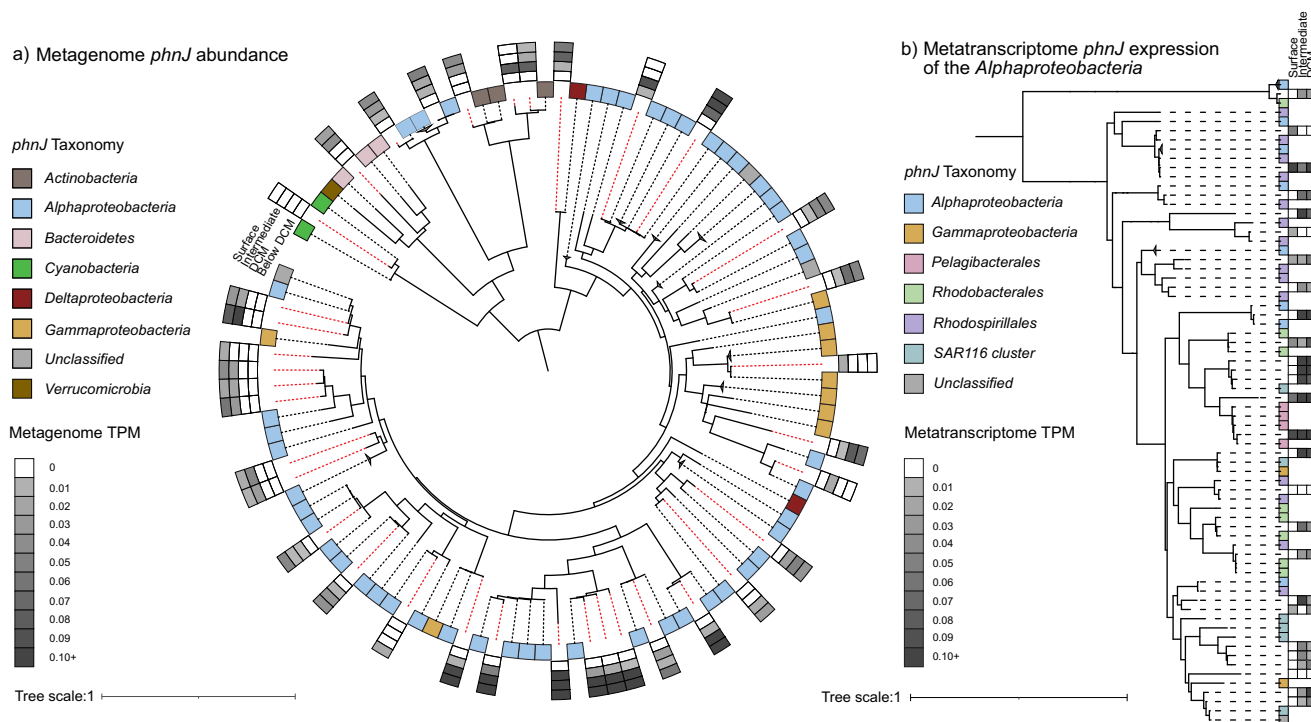 a) Metagenome phnJ abundance
phnJ Taxonomy
Actinobacteria
Alphaproteobacteria
Bacteroidetes
Cyanobacteria
Deltaproteobacteria
Gammaproteobacteria
Unclassified
Verrucomicrobia
Metagenome TPM
0
0.01
0.02
0.03
0.04
0.05
0.06
0.07
0.08
0.09
0.10+
Tree scale:1
Surface
Intermediate
DCM
Below DCM
b) Metatranscriptome phnJ expression
of the Alphaproteobacteria
phnJ Taxonomy
Alphaproteobacteria
Gammaproteobacteria
Pelagibacterales
Rhodobacterales
Rhodospirillales
SAR116 cluster
Unclassified
Metatranscriptome TPM
0
0.01
0.02
0.03
0.04
0.05
0.06
0.07
0.08
0.09
0.10+
Tree scale:1
Surface
Intermediate
DCM